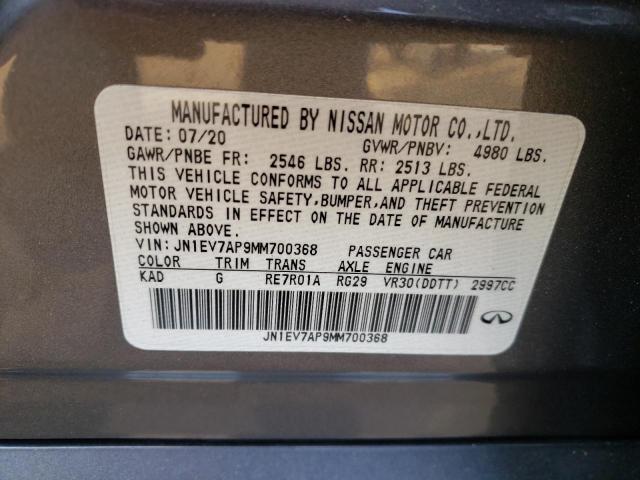 MANUFACTURED BY NISSAN MOTOR CO.,LTD.
DATE: 07/20 GVWR/PNBV: 4980 LBS.
GAWR/PNBE FR: 2546 LBS. RR: 2513 LBS.
THIS VEHICLE CONFORMS TO ALL APPLICABLE FEDERAL
MOTOR VEHICLE SAFETY,BUMPER,AND THEFT PREVENTION
STANDARDS IN EFFECT ON THE DATE OF MANUFACTURE
SHOWN ABOVE.
VIN: JN1EV7AP9MM700368 PASSENGER CAR
COLOR TRIM TRANS AXLE ENGINE
KAD G RE7R01A RG29 VR30(DDTT) 2997CC
JN1EV7AP9MM700368